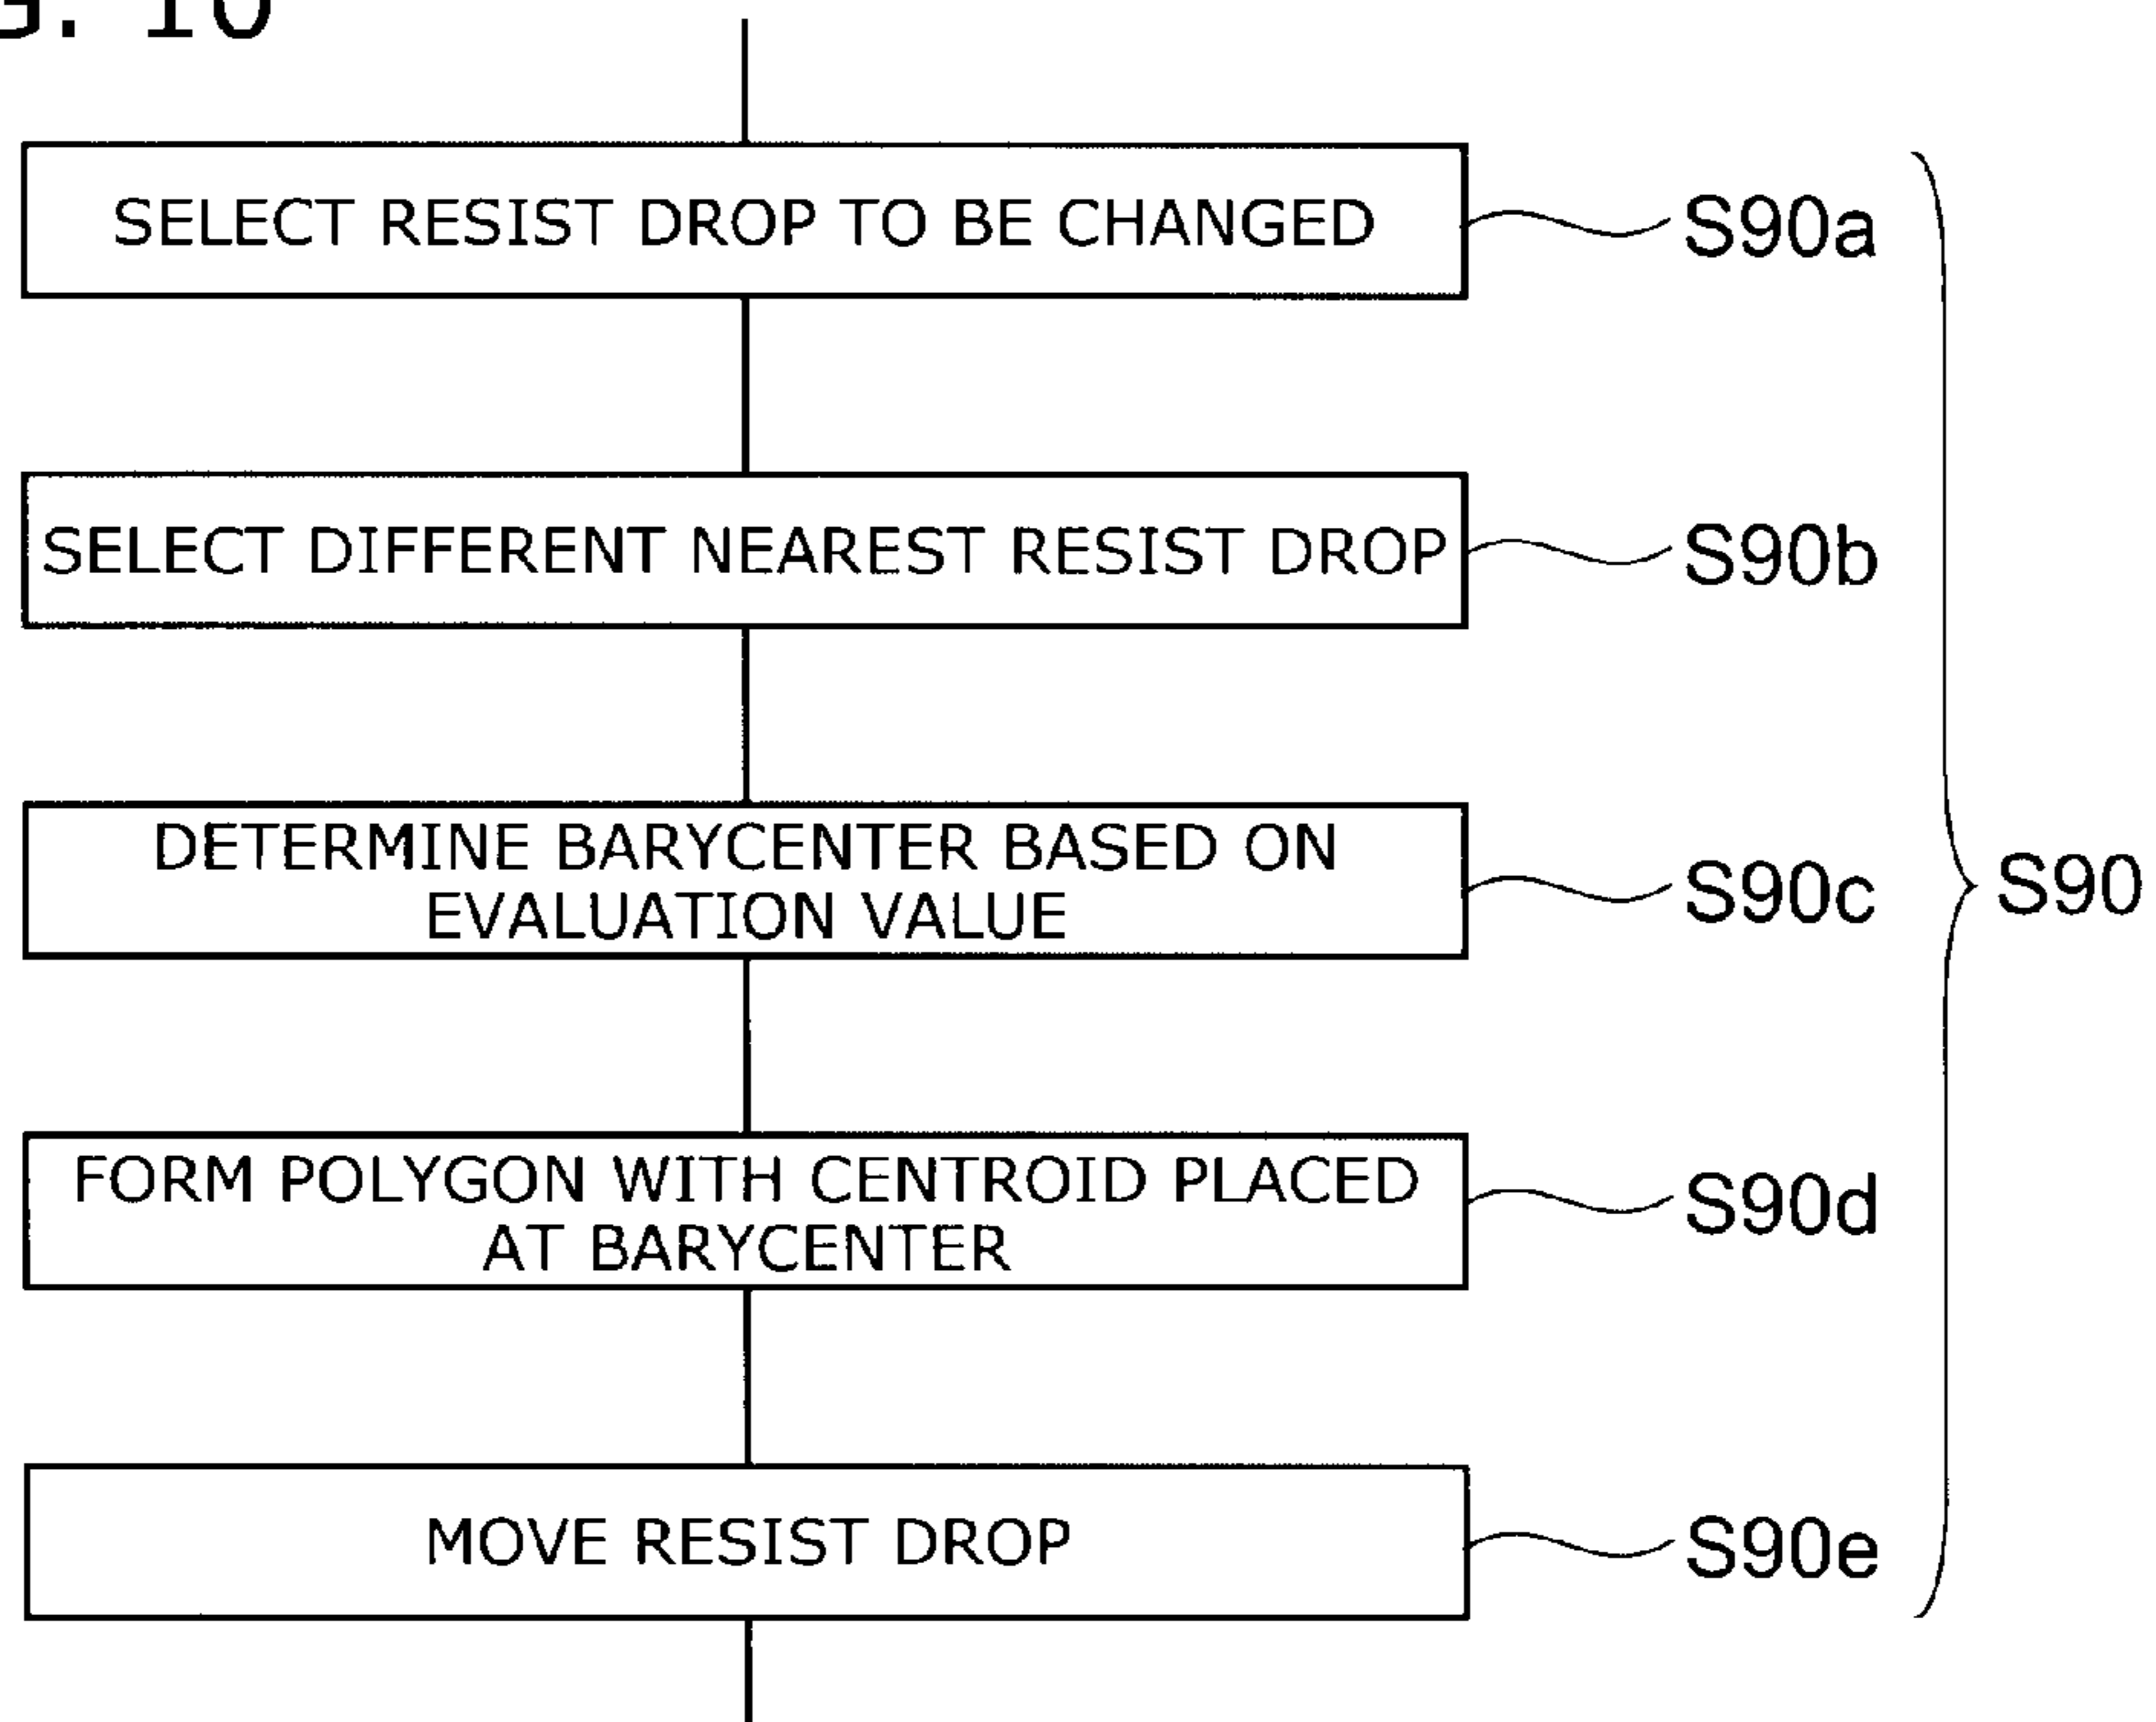 G. 10
SELECT RESIST DROP TO BE CHANGED
S90a
SELECT DIFFERENT NEAREST RESIST DROP
S90b
DETERMINE BARYCENTER BASED ON
EVALUATION VALUE
S90c
S90
FORM POLYGON WITH CENTROID PLACED
AT BARYCENTER
S90d
MOVE RESIST DROP
S90e